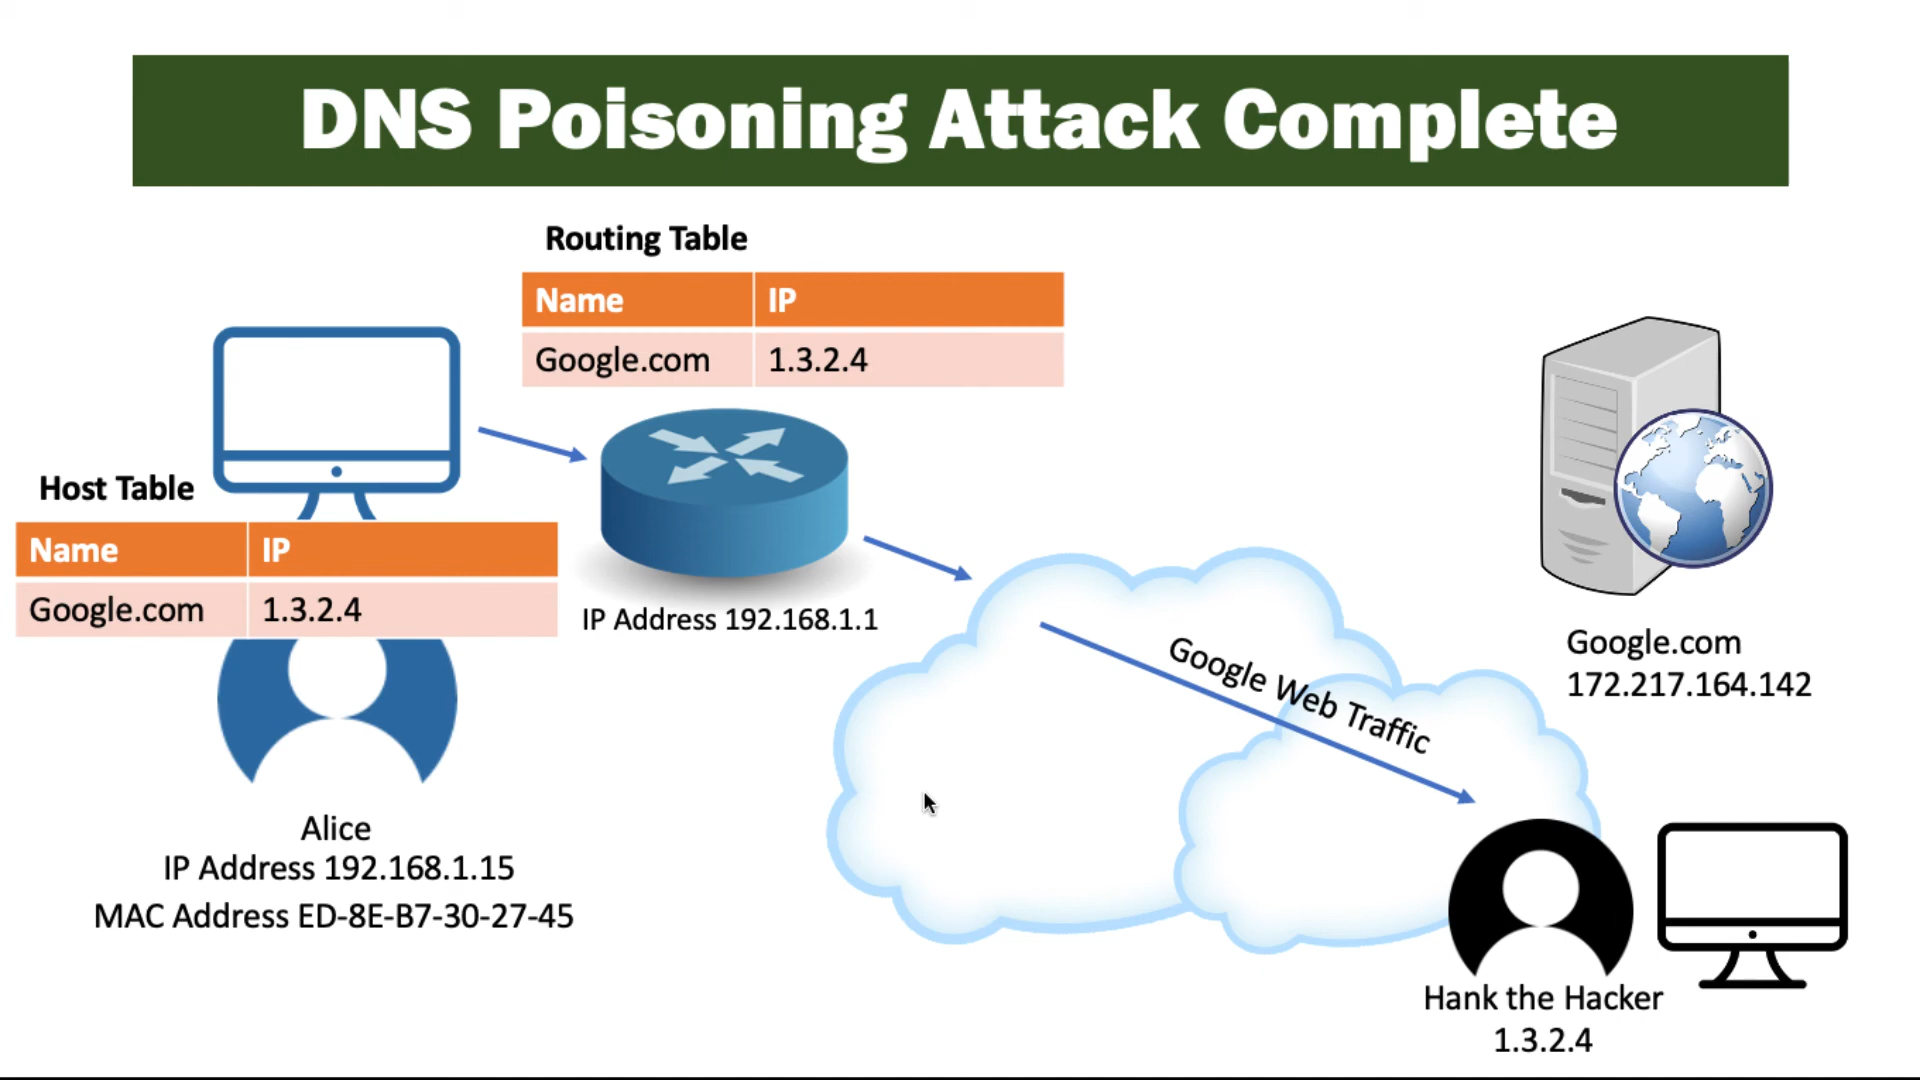 DNS Poisoning Attack Complete
Routing Table
Name IP
Google.com 1.3.2.4
Host Table
Name IP
Google.com 1.3.2.4
IP Address 192.168.1.1
Google Web Traffic
Google.com
172.217.164.142
Alice
IP Address 192.168.1.15
MAC Address ED-8E-B7-30-27-45
Hank the Hacker
1.3.2.4